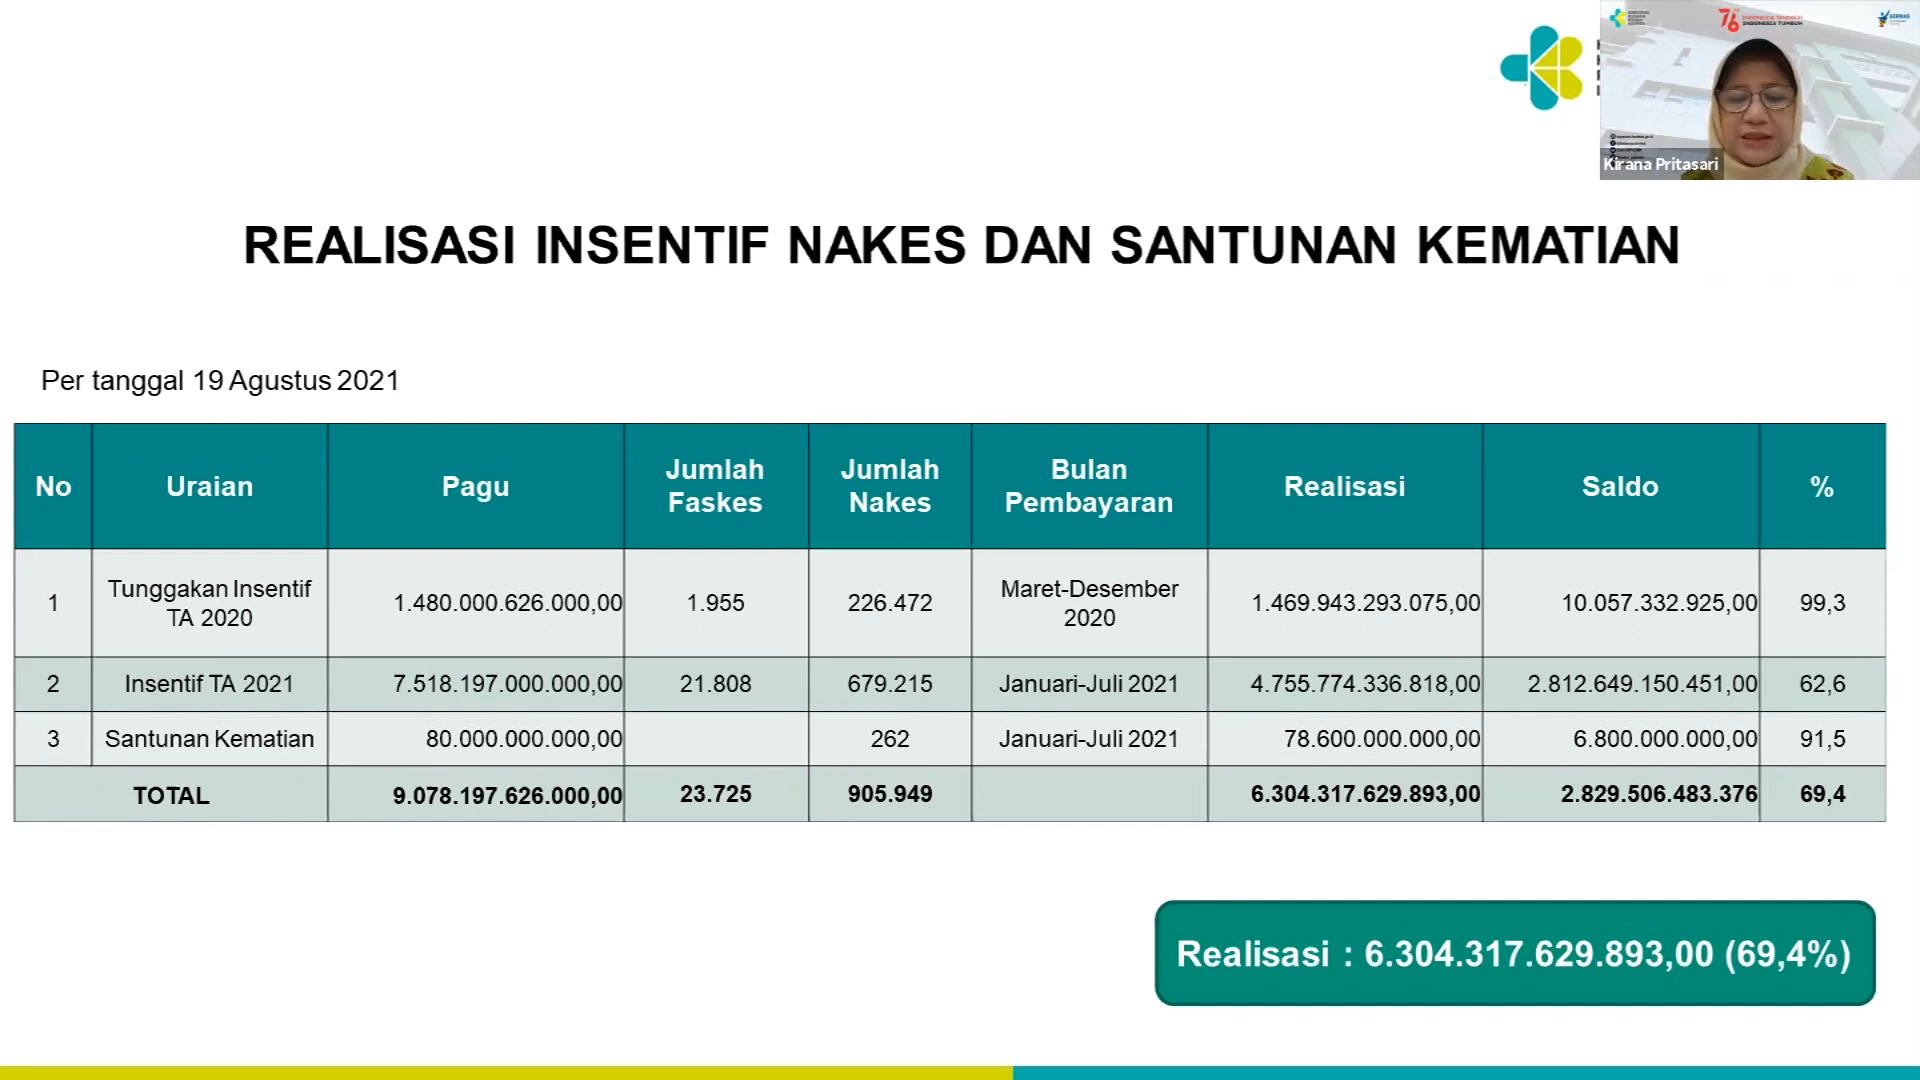 76
INDONESIA TANGGUH
INDONESIA TUMBUH
GERMAS
Kirana Pritasari
REALISASI INSENTIF NAKES DAN SANTUNAN KEMATIAN
Per tanggal 19 Agustus 2021
No Uraian Pagu Jumlah Faskes Jumlah Nakes Bulan Pembayaran Realisasi Saldo %
1 Tunggakan Insentif TA 2020 1.480.000.626.000,00 1.955 226.472 Maret-Desember 2020 1.469.943.293.075,00 10.057.332.925,00 99,3
2 Insentif TA 2021 7.518.197.000.000,00 21.808 679.215 Januari-Juli 2021 4.755.774.336.818,00 2.812.649.150.451,00 62,6
3 Santunan Kematian 80.000.000.000,00 262 Januari-Juli 2021 78.600.000.000,00 6.800.000.000,00 91,5
TOTAL 9.078.197.626.000,00 23.725 905.949 6.304.317.629.893,00 2.829.506.483.376 69,4
Realisasi : 6.304.317.629.893,00 (69,4%)